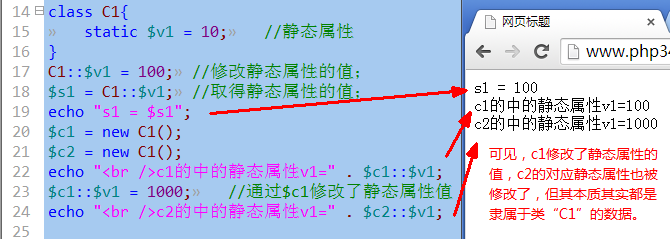 14 class C1{
15 » static $v1 = 10;» //静态属性
16 }
17 C1::$v1 = 100;» //修改静态属性的值;
18 $s1 = C1::$v1;» //取得静态属性的值;
19 echo "s1 = $s1";
20 $c1 = new C1();
21 $c2 = new C1();
22 echo "<br />c1的中的静态属性v1=" . $c1::$v1;
23 $c1::$v1 = 1000;» //通过$c1修改了静态属性值
24 echo "<br />c2的中的静态属性v1=" . $c2::$v1;
25
网页标题
www.php34
s1 = 100
c1的中的静态属性v1=100
c2的中的静态属性v1=1000
可见，c1修改了静态属性的
值，c2的对应静态属性也被
修改了，但其本质其实都是
隶属于类“C1”的数据。